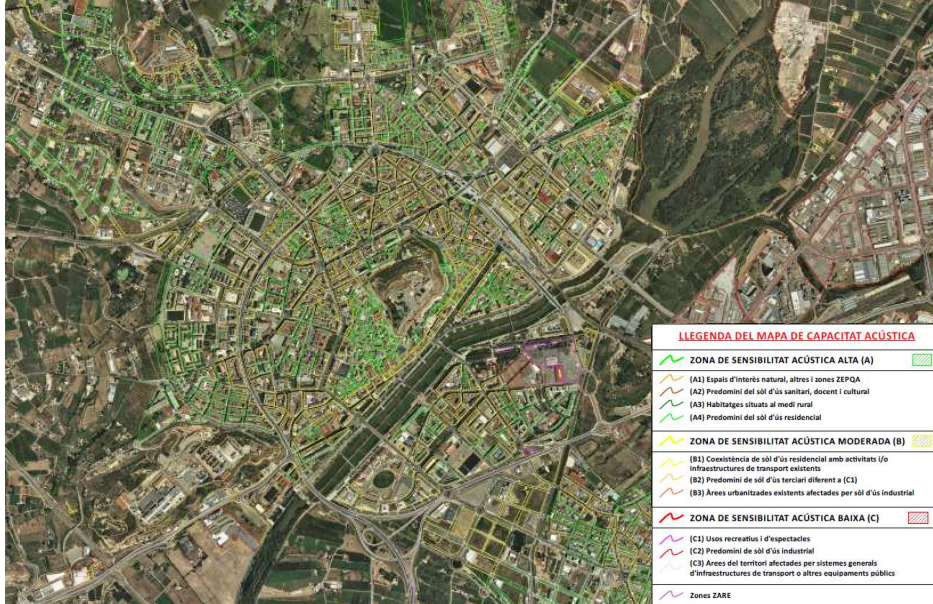 LLEGENDA DEL MAPA DE CAPACITAT ACÚSTICA
ZONA DE SENSIBILITAT ACÚSTICA ALTA (A)
(A1) Espais d'interès natural, altres i zones ZEPQA
(A2) Predomini del sòl d'ús sanitari, docent i cultural
(A3) Habitatges situats al medi rural
(A4) Predomini del sòl d'ús residencial
ZONA DE SENSIBILITAT ACÚSTICA MODERADA (B)
(B1) Coexistència de sòl d'ús residencial amb activitats i/o
infraestructures de transport existents
(B2) Predomini de sòl d'ús terciari diferent a (C1)
(B3) Àrees urbanitzades existents afectades per sòl d'ús industrial
ZONA DE SENSIBILITAT ACÚSTICA BAIXA (C)
(C1) Usos recreatius i d'espectacles
(C2) Predomini de sòl d'ús industrial
(C3) Àrees del territori afectades per sistemes generals
d'infraestructures de transport o altres equipaments públics
Zones ZARE